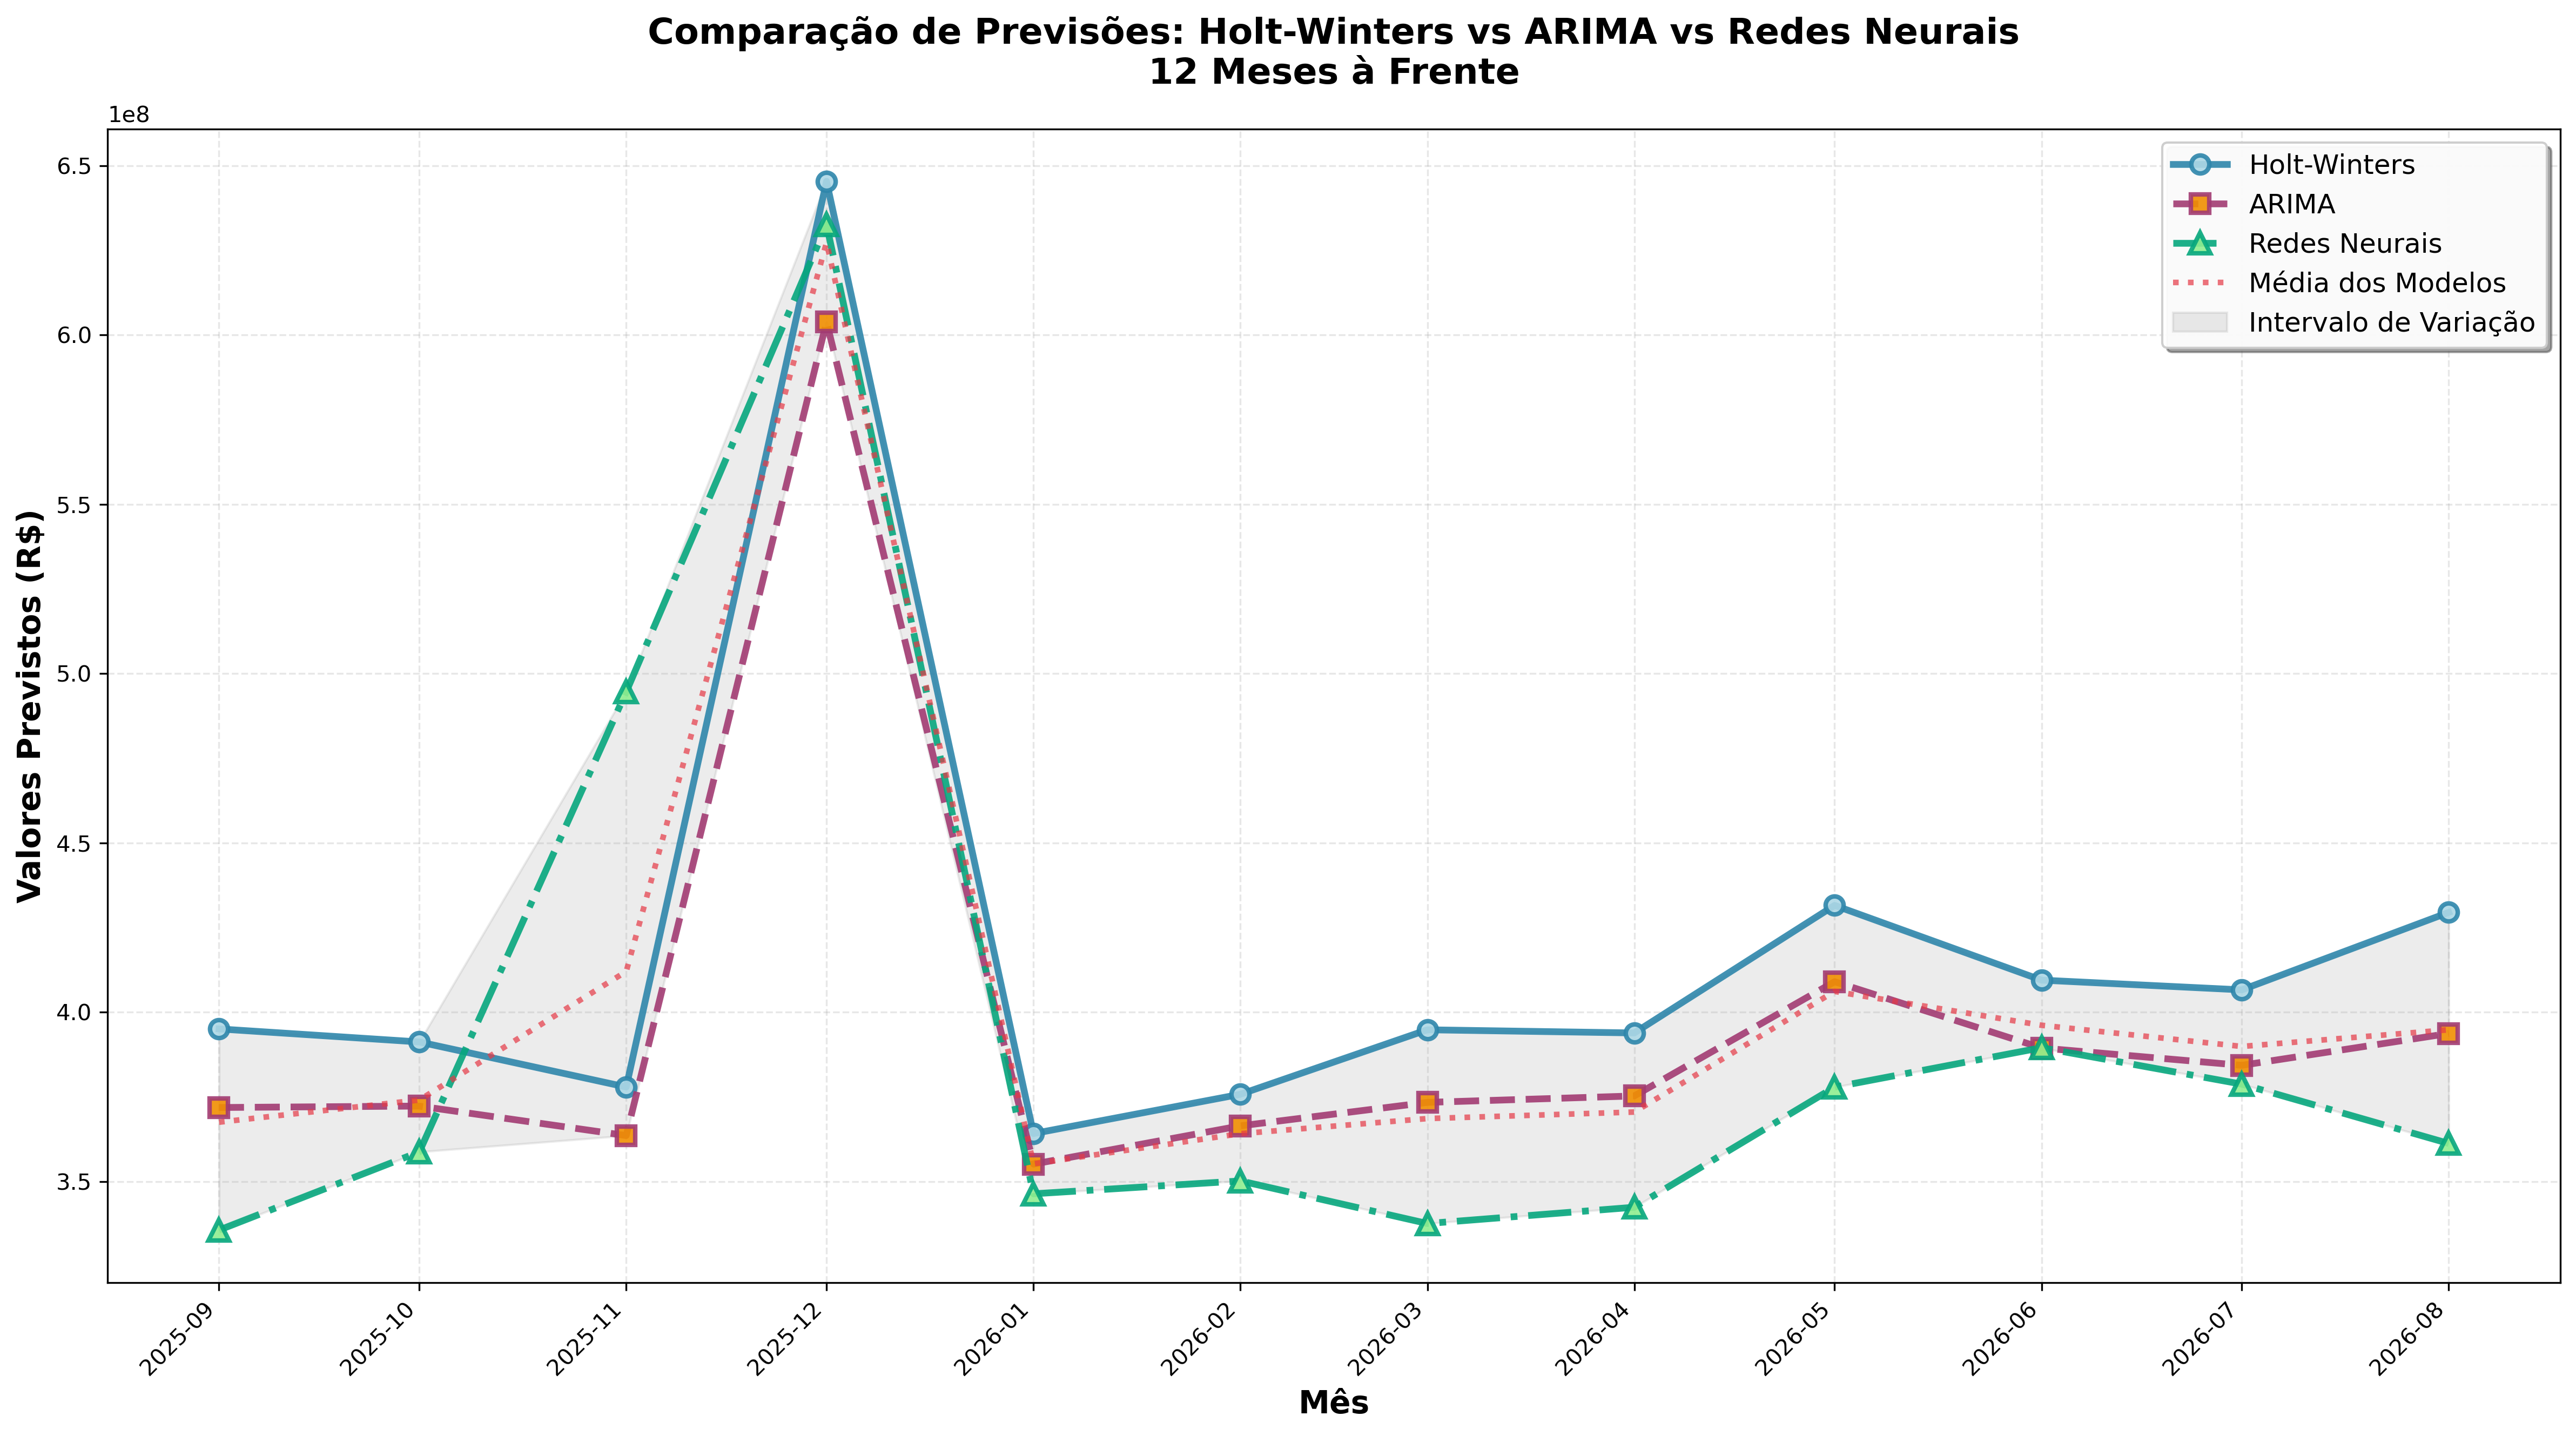 Comparação de Previsões: Holt-Winters vs ARIMA vs Redes Neurais
12 Meses à Frente
1e8
Holt-Winters
ARIMA
Redes Neurais
Média dos Modelos
Intervalo de Variação
Valores Previstos (R$)
6.5
6.0
5.5
5.0
4.5
4.0
3.5
2025-09
2025-10
2025-11
2025-12
2026-01
2026-02
2026-03
2026-04
2026-05
2026-06
2026-07
2026-08
Mês